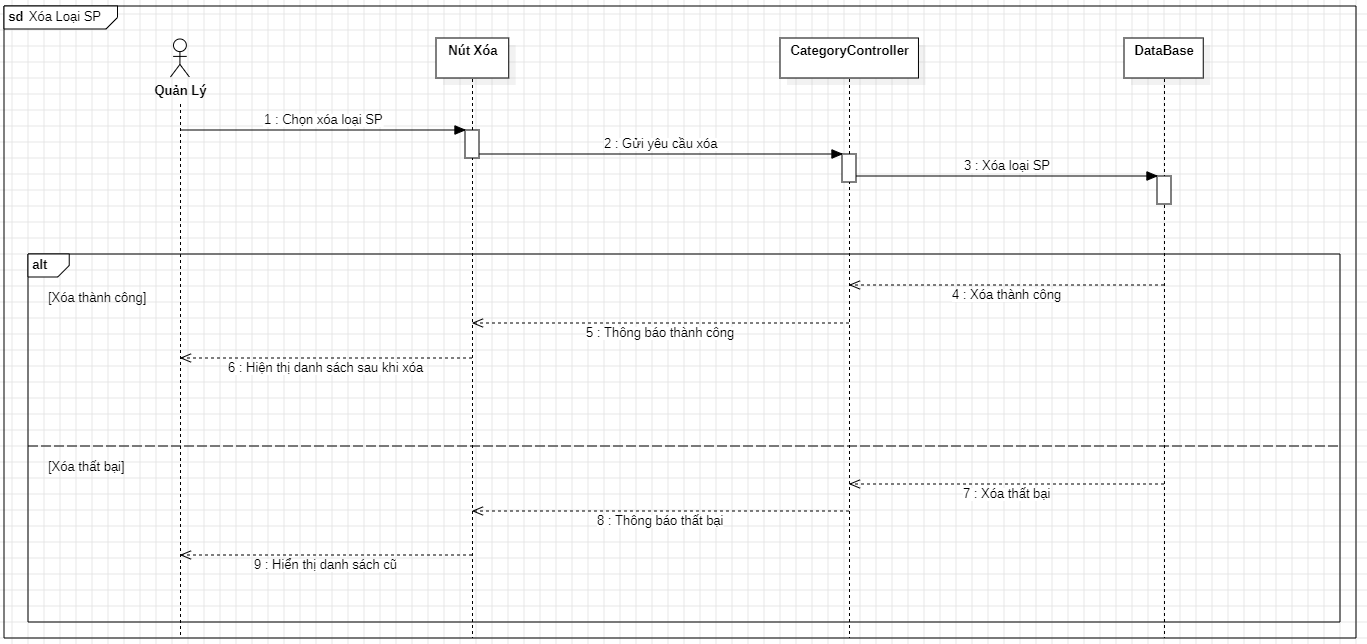 sd Xóa Loại SP
Quản Lý
Nút Xóa
CategoryController
DataBase
1 : Chọn xóa loại SP
2 : Gửi yêu cầu xóa
3 : Xóa loại SP
alt
[Xóa thành công]
4 : Xóa thành công
5 : Thông báo thành công
6 : Hiện thị danh sách sau khi xóa
[Xóa thất bại]
7 : Xóa thất bại
8 : Thông báo thất bại
9 : Hiển thị danh sách cũ